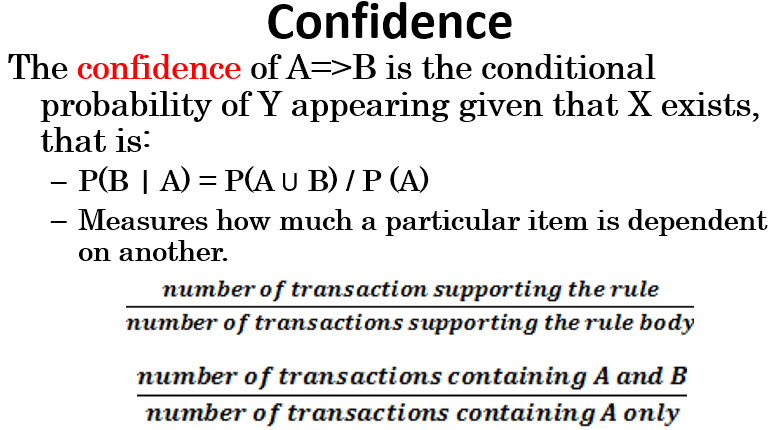 Confidence
The confidence of A=>B is the conditional
probability of Y appearing given that X exists,
that is:
– P(B | A) = P(A ∪ B) / P (A)
– Measures how much a particular item is dependent
on another.
number of transaction supporting the rule
number of transactions supporting the rule body
number of transactions containing A and B
number of transactions containing A only